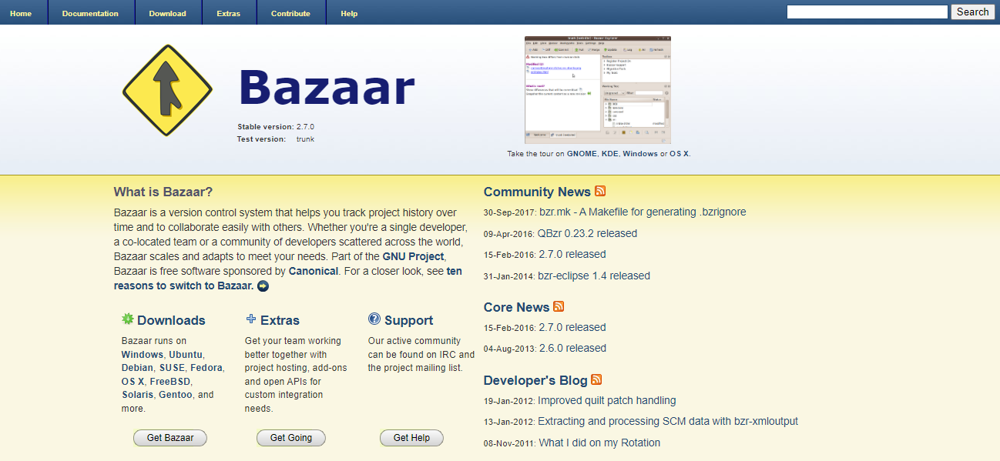 Home Documentation Download Extras Contribute Help Search
Bazaar
Stable version: 2.7.0
Test version: trunk
Take the tour on GNOME, KDE, Windows or OS X.
What is Bazaar?
Bazaar is a version control system that helps you track project history over
time and to collaborate easily with others. Whether you're a single developer,
a co-located team or a community of developers scattered across the world,
Bazaar scales and adapts to meet your needs. Part of the GNU Project,
Bazaar is free software sponsored by Canonical. For a closer look, see ten
reasons to switch to Bazaar.
Downloads
Bazaar runs on
Windows, Ubuntu,
Debian, SUSE, Fedora,
OS X, FreeBSD,
Solaris, Gentoo, and
more.
Get Bazaar
Extras
Get your team working
better together with
project hosting, add-ons
and open APIs for
custom integration
needs.
Get Going
Support
Our active community
can be found on IRC and
the project mailing list.
Get Help
Community News
30-Sep-2017: bzr.mk - A Makefile for generating .bzrignore
09-Apr-2016: QBzr 0.23.2 released
15-Feb-2016: 2.7.0 released
31-Jan-2014: bzr-eclipse 1.4 released
Core News
15-Feb-2016: 2.7.0 released
04-Aug-2013: 2.6.0 released
Developer's Blog
19-Jan-2012: Improved quilt patch handling
13-Jan-2012: Extracting and processing SCM data with bzr-xmloutput
08-Nov-2011: What I did on my Rotation